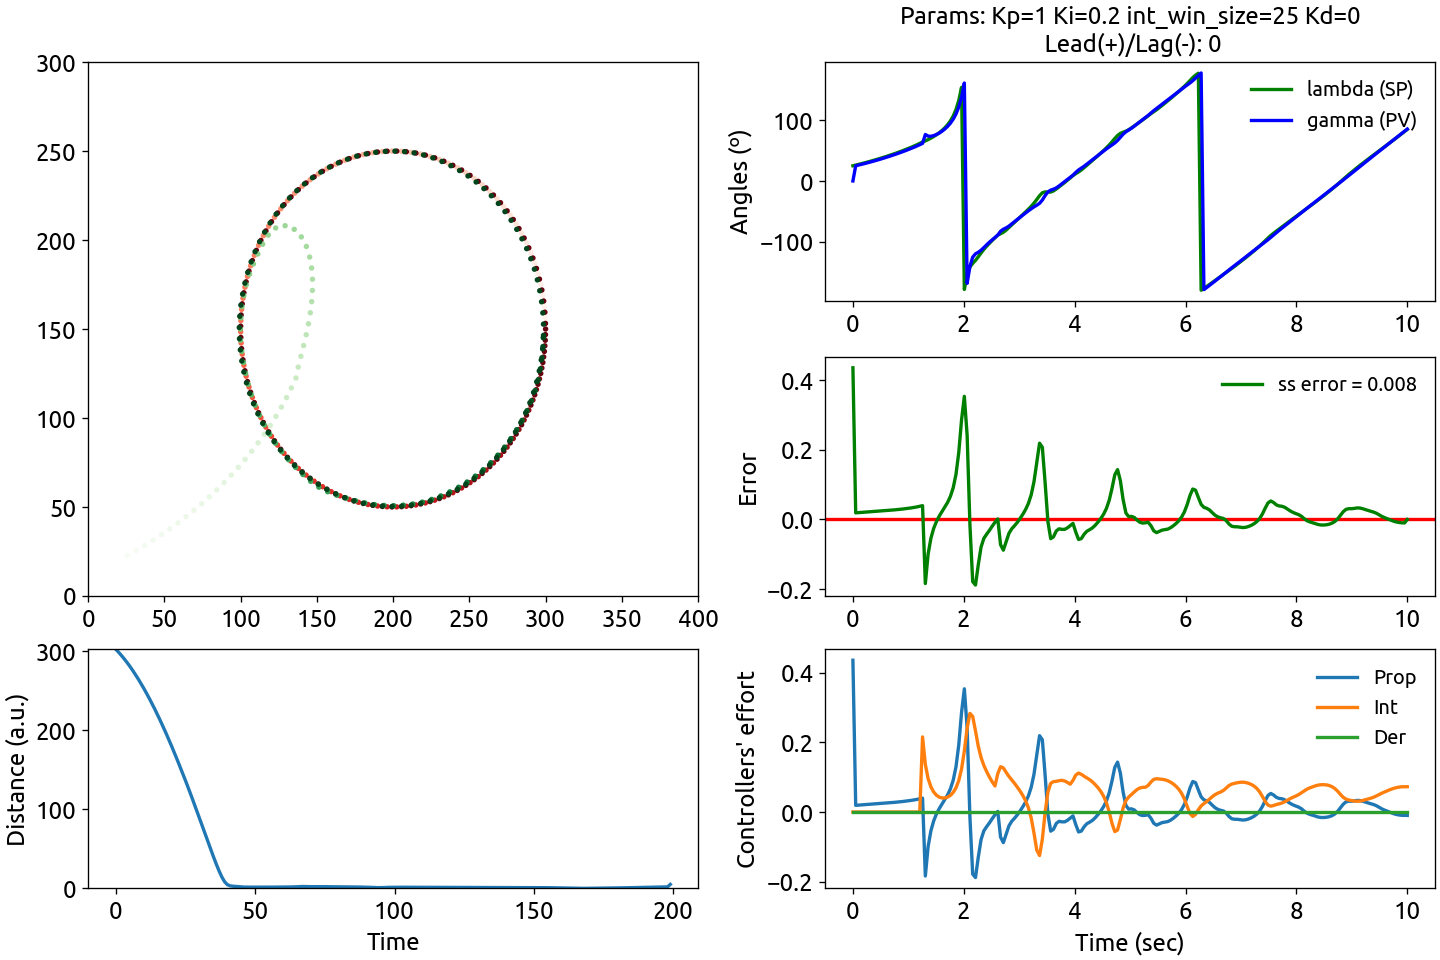 Params: Kp=1 Ki=0.2 int_win_size=25 Kd=0
Lead(+)/Lag(-): 0
300
250
200
150
100
50
0
0 50 100 150 200 250 300 350 400
Angles (º)
100
0
−100
lambda (SP)
gamma (PV)
0 2 4 6 8 10
Error
0.4
0.2
0.0
−0.2
ss error = 0.008
0 2 4 6 8 10
Distance (a.u.)
300
200
100
0
0 50 100 150 200
Time
Controllers' effort
0.4
0.2
0.0
−0.2
Prop
Int
Der
0 2 4 6 8 10
Time (sec)